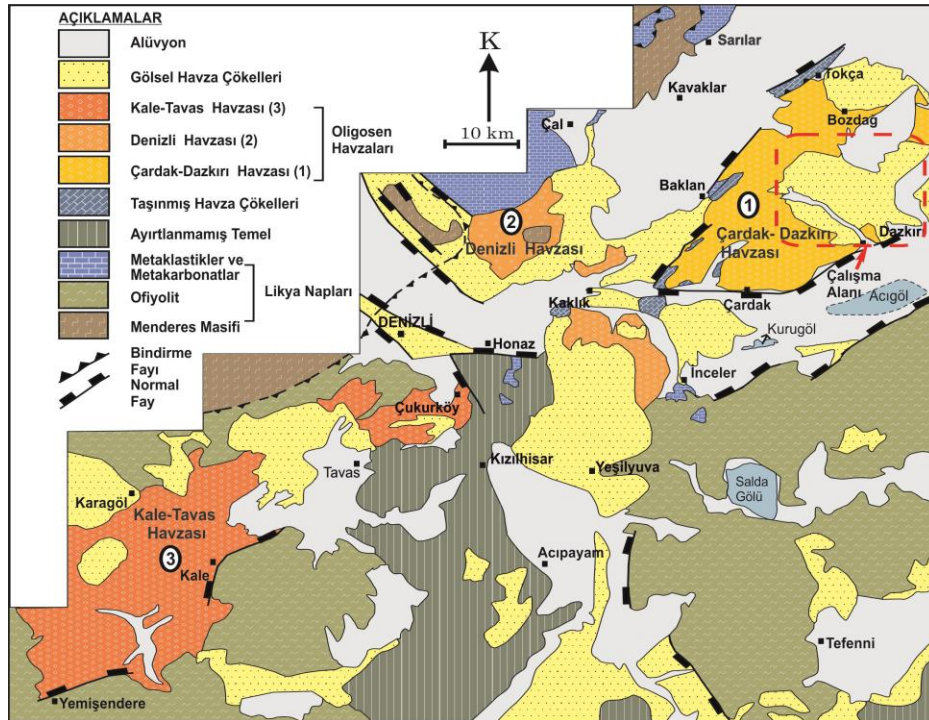 AÇIKLAMALAR
Alüvyon
Gölsel Havza Çökelleri
Kale-Tavas Havzası (3)
Denizli Havzası (2)
Çardak-Dazkırı Havzası (1)
Oligosen
Havzaları
Taşınmış Havza Çökelleri
Ayırtlanmamış Temel
Metaklastikler ve
Metakarbonatlar
Ofiyolit
Menderes Masifi
Likya Napları
Bindirme
Fayı
Normal
Fay
K
10 km
Sarılar
Kavaklar
Tokça
Bozdag
Çal
Baklan
1
Çardak-Dazkırı
Havzası
Dazkırı
Çalışma
Alanı
Acıgöl
2
Denizli Havzası
Kaklık
Çardak
Kurugöl
DENİZLİ
Honaz
İnceler
Çukurköy
Tavas
Kızılhisar
Yeşilyuva
Salda
Gölü
Karagöl
Kale-Tavas
Havzası
3
Kale
Acıpayam
Tefenni
Yemişendere